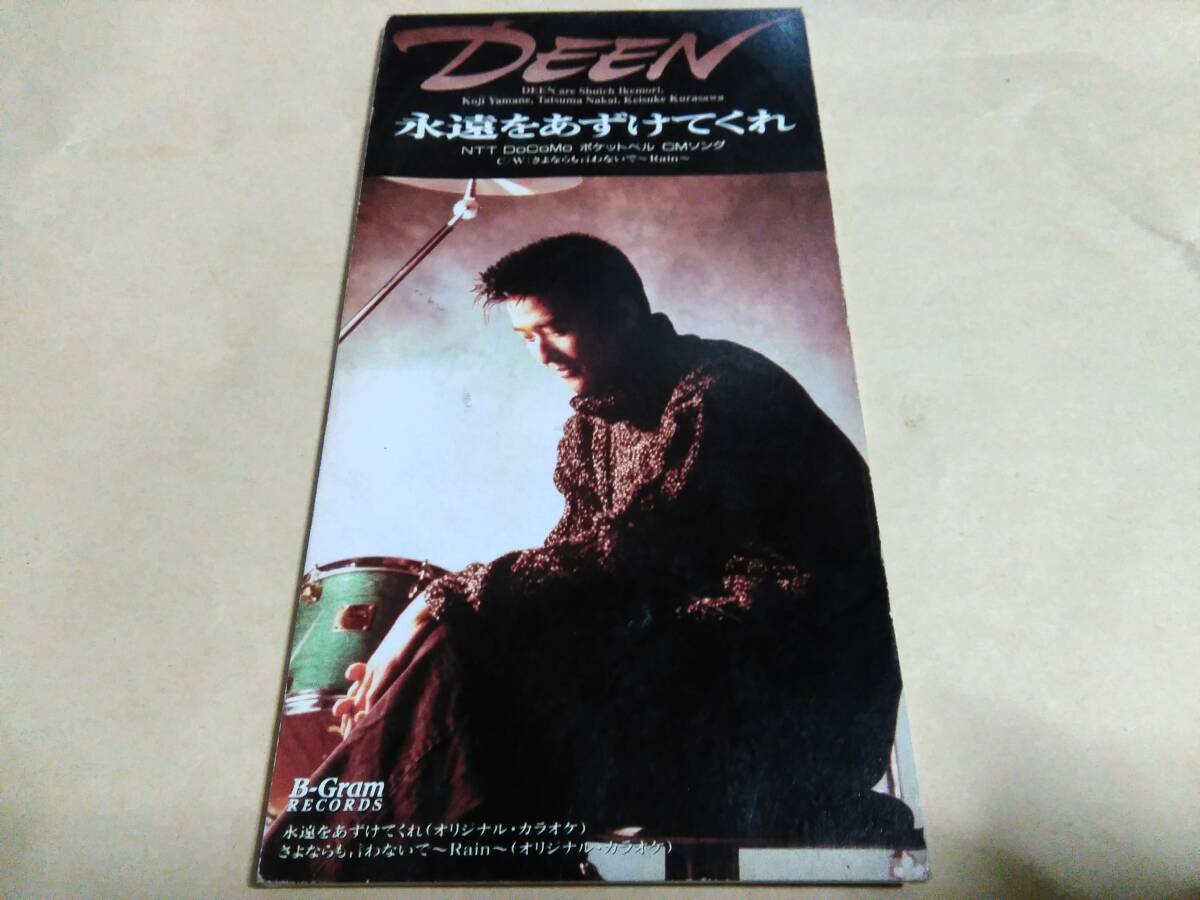 DEEN
DEEN are Shuich Ikemori,
Koji Yamane, Tatsuma Nakai, Keisuke Kurasawa
永遠をあずけてくれ
NTT DoCoMo ポケットベル CMソング
C/W:さよならも言わないで〜Rain〜
B-Gram
RECORDS
永遠をあずけてくれ(オリジナル・カラオケ)
さよならも言わないで〜Rain〜(オリジナル・カラオケ)